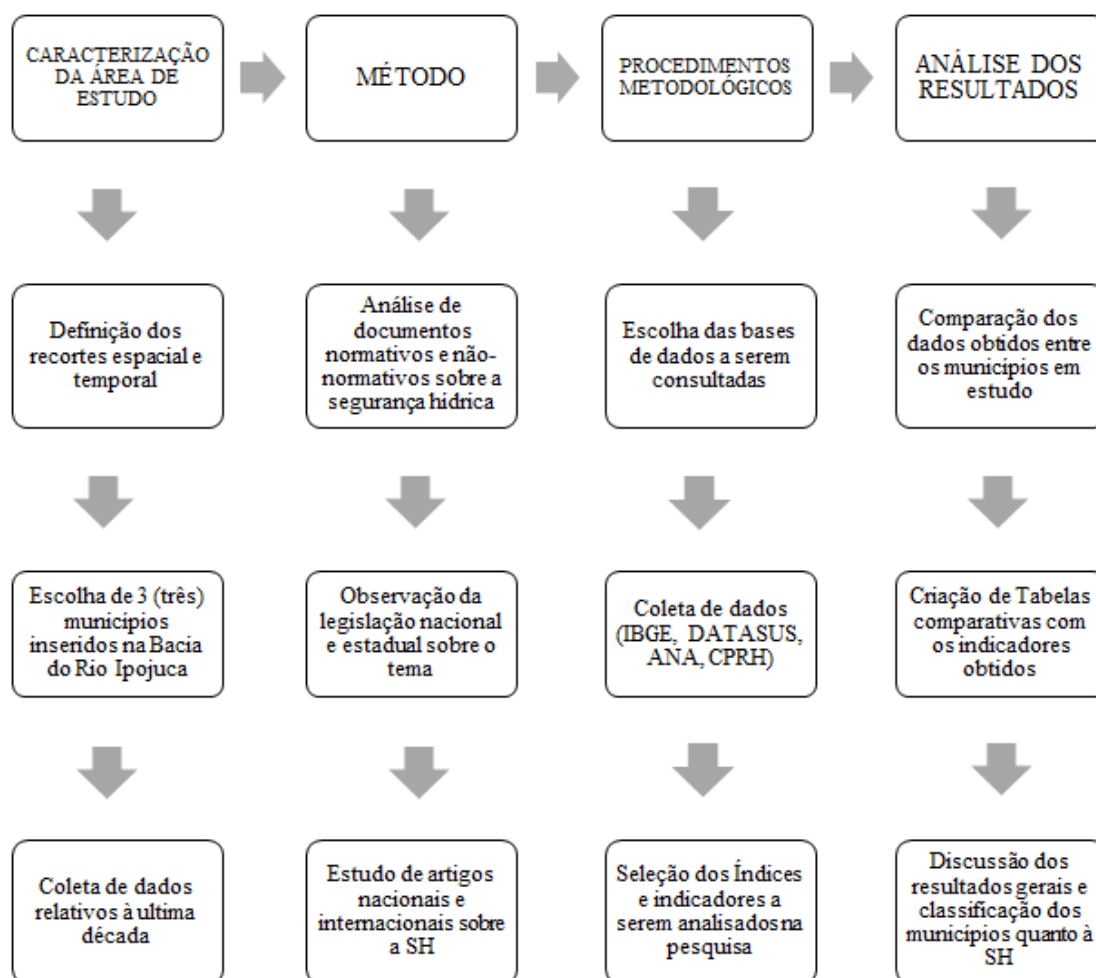 CARACTERIZAÇÃO
DA ÁREA DE
ESTUDO
MÉTODO
PROCEDIMENTOS
METODOLÓGICOS
ANÁLISE DOS
RESULTADOS
Definição dos
recortes espacial e
temporal
Análise de
documentos
normativos e não-
normativos sobre a
segurança hídrica
Escolha das bases
de dados a serem
consultadas
Comparação dos
dados obtidos entre
os municípios em
estudo
Escolha de 3 (três)
municípios
inseridos na Bacia
do Rio Ipojuca
Observação da
legislação nacional
e estadual sobre o
tema
Coleta de dados
(IBGE, DATASUS,
ANA, CPRH)
Criação de Tabelas
comparativas com
os indicadores
obtidos
Coleta de dados
relativos à ultima
década
Estudo de artigos
nacionais e
internacionais sobre
a SH
Seleção dos Índices
e indicadores a
serem analisados na
pesquisa
Discussão dos
resultados gerais e
classificação dos
municípios quanto à
SH